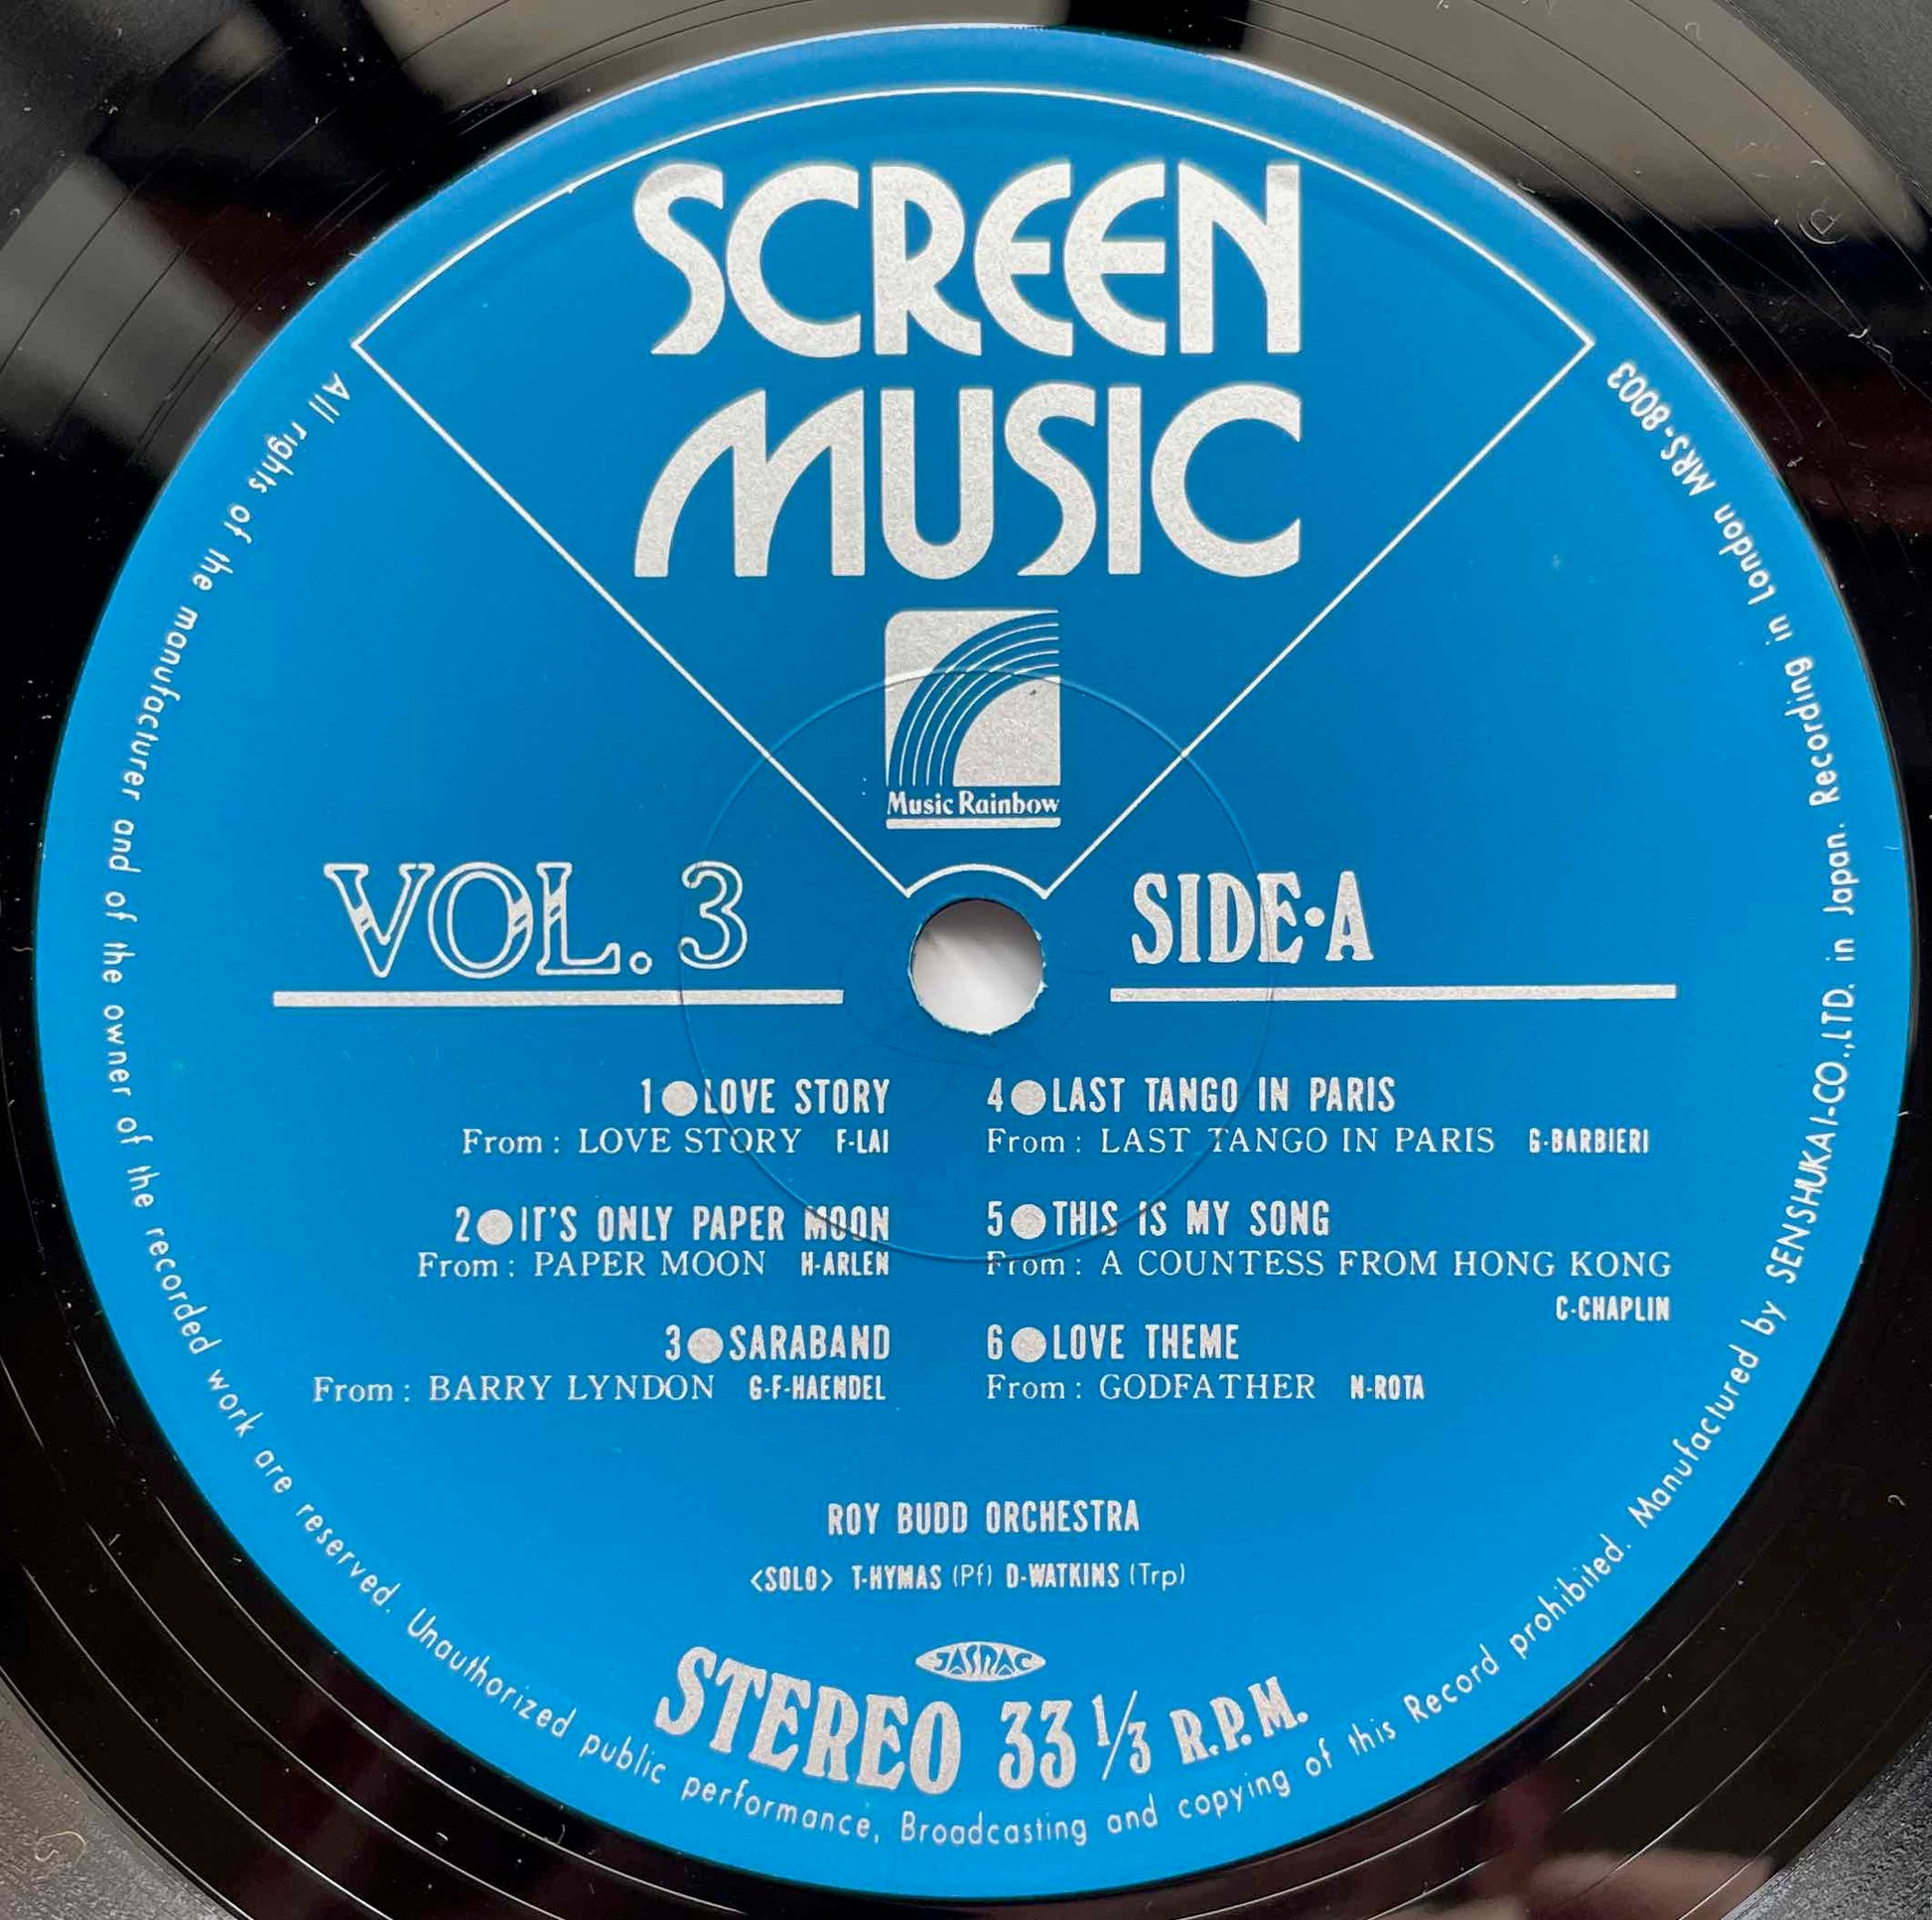 SCREEN
MUSIC
Music Rainbow
VOL. 3
SIDE•A
1●LOVE STORY
From : LOVE STORY F·LAI
2●IT'S ONLY PAPER MOON
From : PAPER MOON H·ARLEN
3●SARABAND
From : BARRY LYNDON G·F·HAENDEL
4●LAST TANGO IN PARIS
From : LAST TANGO IN PARIS G·BARBIERI
5●THIS IS MY SONG
From : A COUNTESS FROM HONG KONG
C·CHAPLIN
6●LOVE THEME
From : GODFATHER N·ROTA
ROY BUDD ORCHESTRA
<SOLO> T·HYMAS (Pf) D·WATKINS (Trp)
JASRAC
STEREO 33 1/3 R.P.M.
All rights of the manufacturer and of the owner of the recorded work are reserved. Unauthorized public performance, Broadcasting and copying of this Record prohibited. Manufactured by SENSHUKAI-CO.,LTD. in Japan. Recording in London MRS-8003